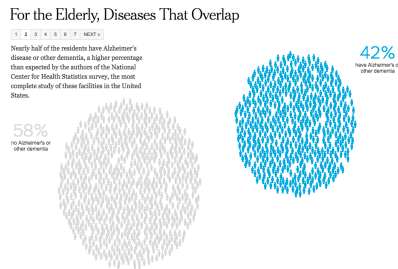 For the Elderly, Diseases That Overlap
1 2 3 4 5 6 7 NEXT »
Nearly half of the residents have Alzheimer's
disease or other dementia, a higher percentage
than expected by the authors of the National
Center for Health Statistics survey, the most
complete study of these facilities in the United
States.
42%
have Alzheimer's or
other dementia
58%
no Alzheimer's or
other dementia